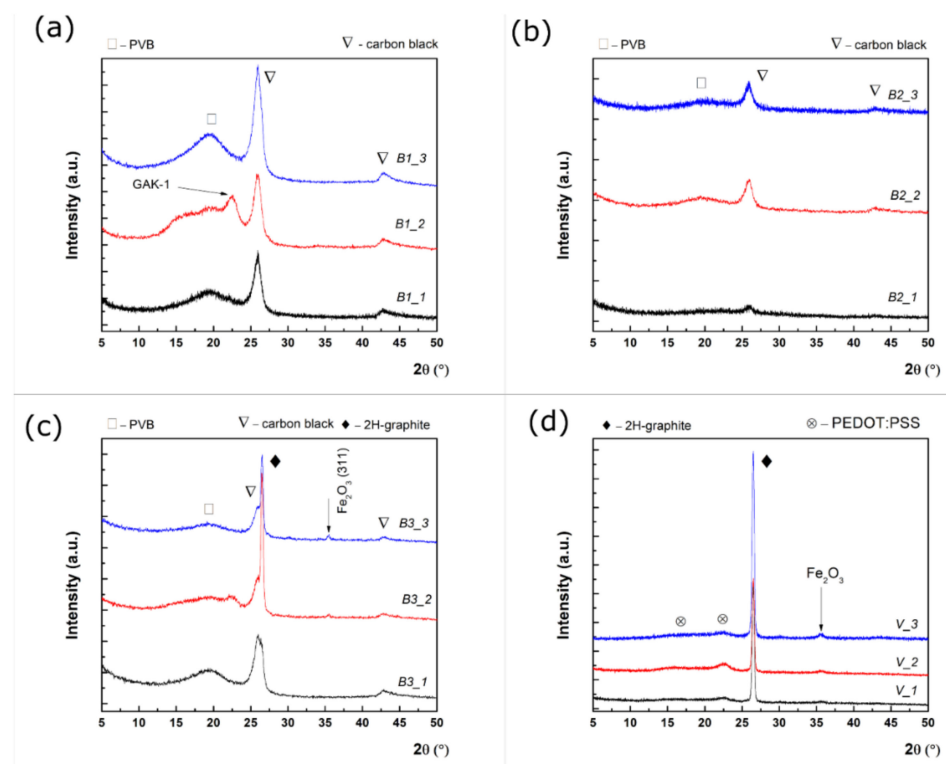 (a)
□ – PVB
∇ - carbon black
Intensity (a.u.)
B1_3
GAK-1
B1_2
B1_1
5 10 15 20 25 30 35 40 45 50
2θ (°)
(b)
□ – PVB
∇ – carbon black
Intensity (a.u.)
B2_3
B2_2
B2_1
5 10 15 20 25 30 35 40 45 50
2θ (°)
(c)
□ – PVB
∇ – carbon black ♦ – 2H-graphite
Intensity (a.u.)
Fe₂O₃ (311)
B3_3
B3_2
B3_1
5 10 15 20 25 30 35 40 45 50
2θ (°)
(d)
♦ – 2H-graphite
⊗ – PEDOT:PSS
Intensity (a.u.)
Fe₂O₃
V_3
V_2
V_1
5 10 15 20 25 30 35 40 45 50
2θ (°)